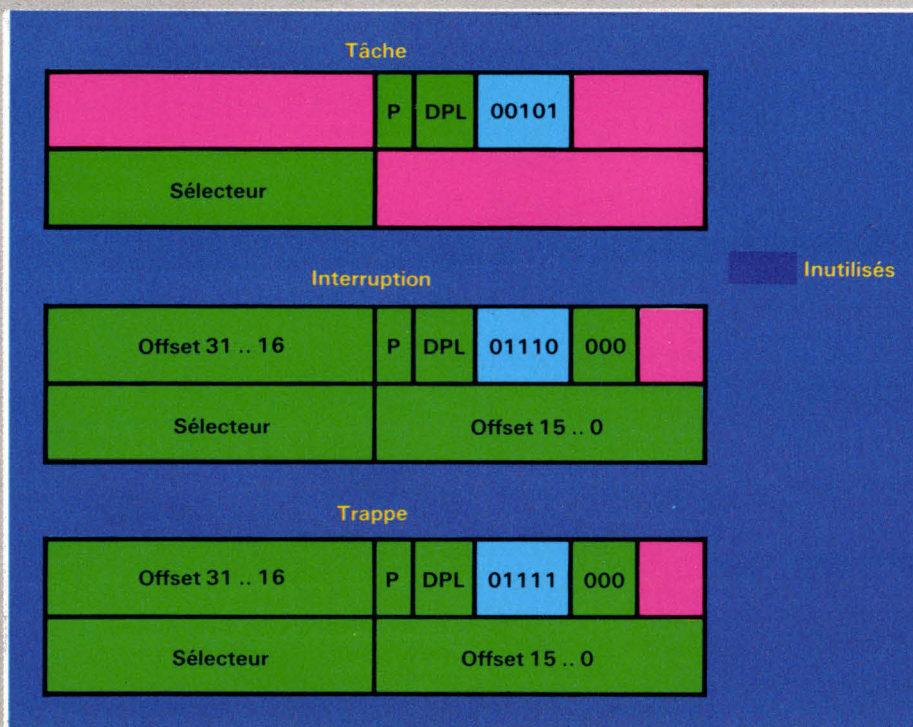 Tâche
P DPL 00101
Sélecteur
Inutilisés
Interruption
Offset 31 .. 16 P DPL 01110 000
Sélecteur Offset 15 .. 0
Trappe
Offset 31 .. 16 P DPL 01111 000
Sélecteur Offset 15 .. 0